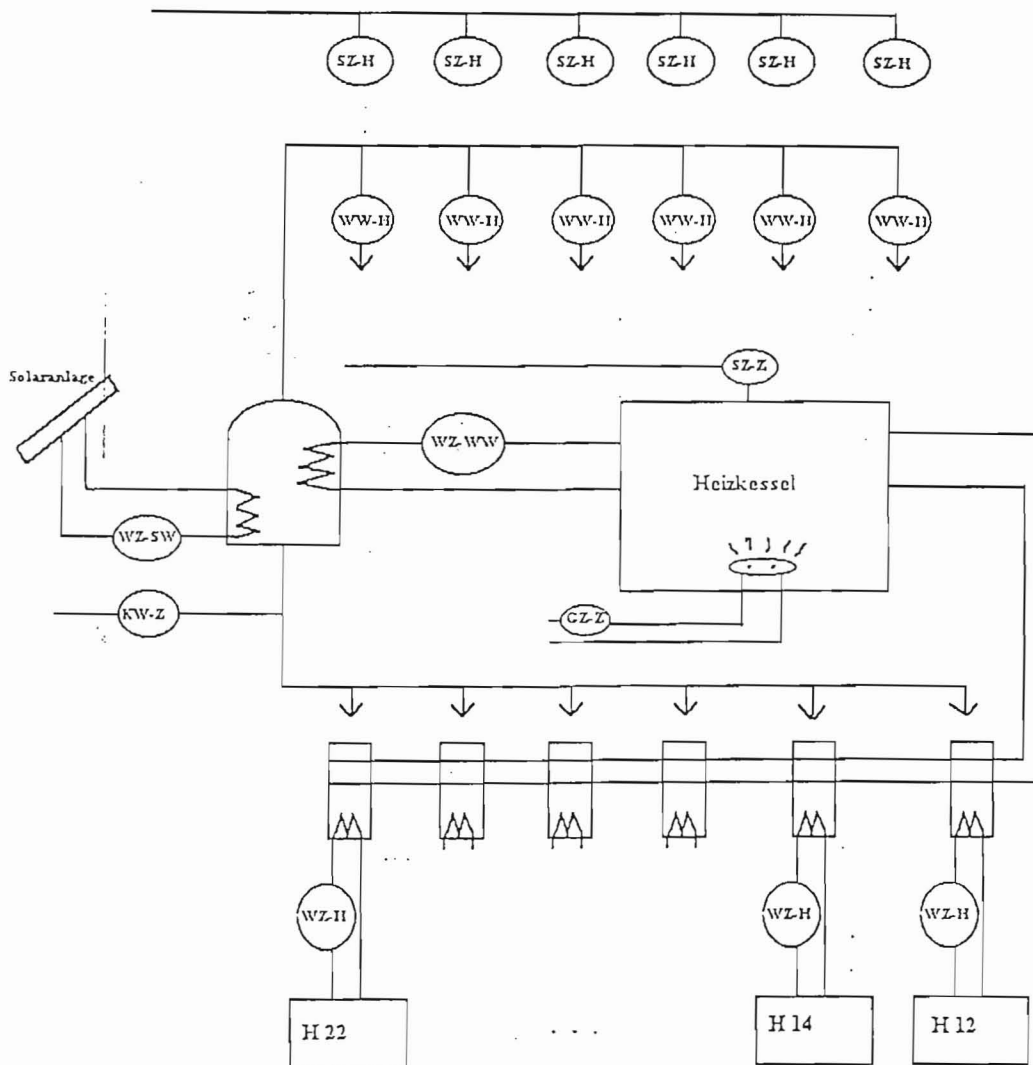 SZ-H SZ-H SZ-H SZ-H SZ-H SZ-H
WW-H WW-H WW-H WW-H WW-H WW-H
SZ-Z
Solaranlage
WZ-WW
Heizkessel
WZ-SW
KW-Z
GZ-Z
WZ-H WZ-H WZ-H
H 22 . . . H 14 H 12